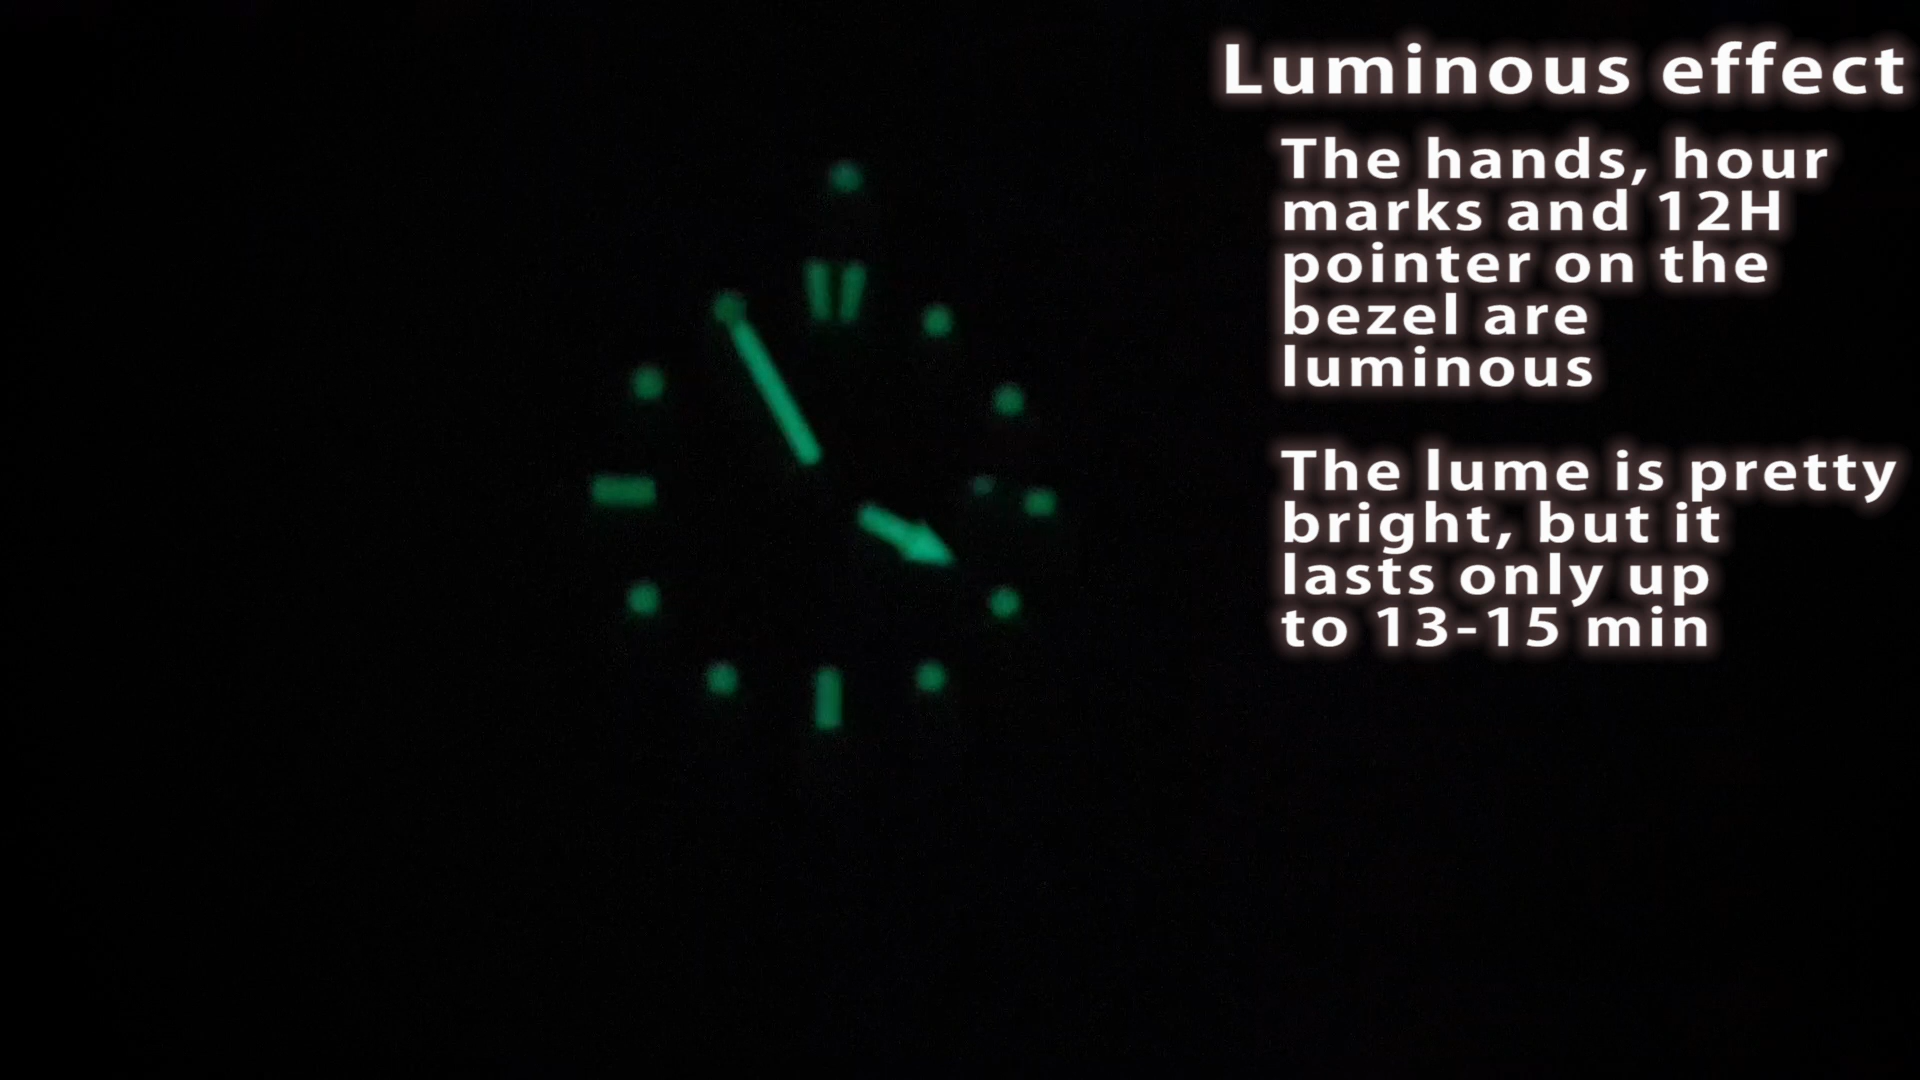 Luminous effect
The hands, hour
marks and 12H
pointer on the
bezel are
luminous
The lume is pretty
bright, but it
lasts only up
to 13-15 min